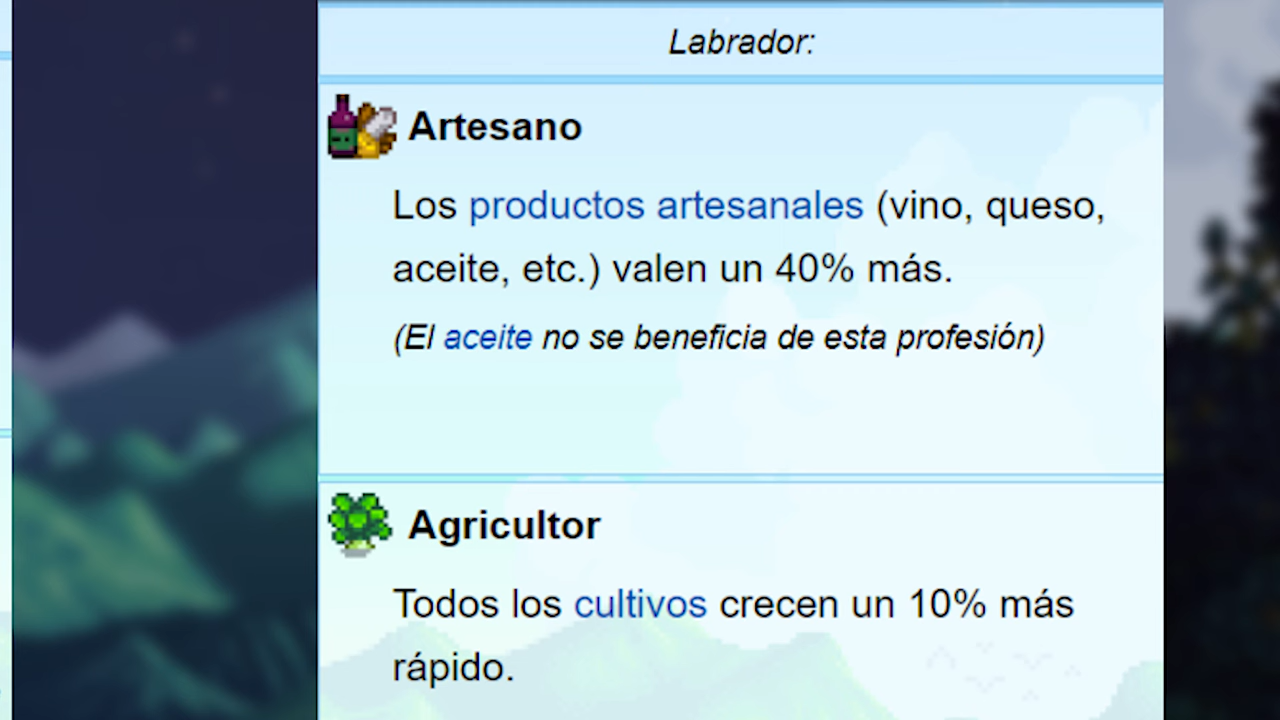 Labrador:
Artesano
Los productos artesanales (vino, queso,
aceite, etc.) valen un 40% más.
(El aceite no se beneficia de esta profesión)
Agricultor
Todos los cultivos crecen un 10% más
rápido.